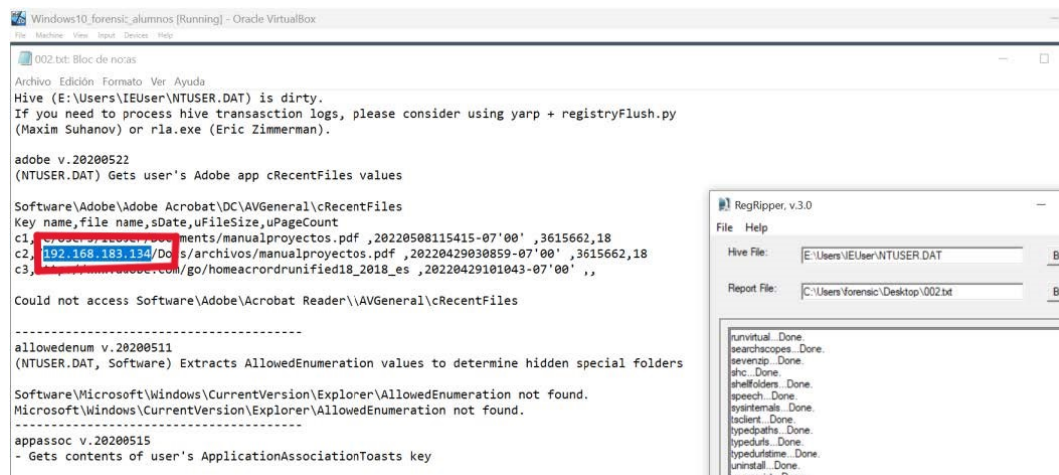 Windows10_forensic_alumnos [Running] - Oracle VirtualBox
File Machine View Input Devices Help
002.txt: Bloc de notas
Archivo Edición Formato Ver Ayuda
Hive (E:\Users\IEUser\NTUSER.DAT) is dirty.
If you need to process hive transasction logs, please consider using yarp + registryFlush.py
(Maxim Suhanov) or rla.exe (Eric Zimmerman).
adobe v.20200522
(NTUSER.DAT) Gets user's Adobe app cRecentFiles values
Software\Adobe\Adobe Acrobat\DC\AVGeneral\cRecentFiles
Key name,file name,sDate,uFileSize,uPageCount
c1, /manualproyectos.pdf ,20220508115415-07'00' ,3615662,18
c2, 192.168.183.134/Docs/archivos/manualproyectos.pdf ,20220429030859-07'00' ,3615662,18
c3, /go/homeacrordrunified18_2018_es ,20220429101043-07'00' ,,
Could not access Software\Adobe\Acrobat Reader\\AVGeneral\cRecentFiles
----------------------------------------
allowedenum v.20200511
(NTUSER.DAT, Software) Extracts AllowedEnumeration values to determine hidden special folders
Software\Microsoft\Windows\CurrentVersion\Explorer\AllowedEnumeration not found.
Microsoft\Windows\CurrentVersion\Explorer\AllowedEnumeration not found.
----------------------------------------
appassoc v.20200515
- Gets contents of user's ApplicationAssociationToasts key
RegRipper, v.3.0
File Help
Hive File: E:\Users\IEUser\NTUSER.DAT B
Report File: C:\Users\forensic\Desktop\002.txt B
runvirtual...Done.
searchscopes...Done.
sevenzip...Done.
shc...Done.
shellfolders...Done.
speech...Done.
sysinternals...Done.
tsclient...Done.
typedpaths...Done.
typedurls...Done.
typedurlstime...Done.
uninstall...Done.